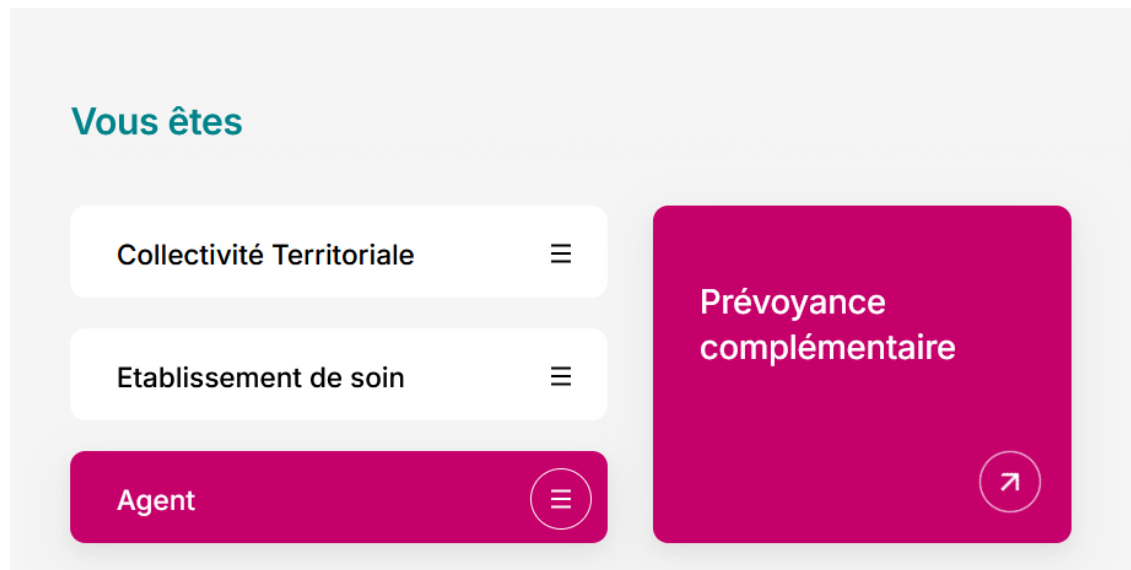 Vous êtes
Collectivité Territoriale
Etablissement de soin
Agent
Prévoyance
complémentaire